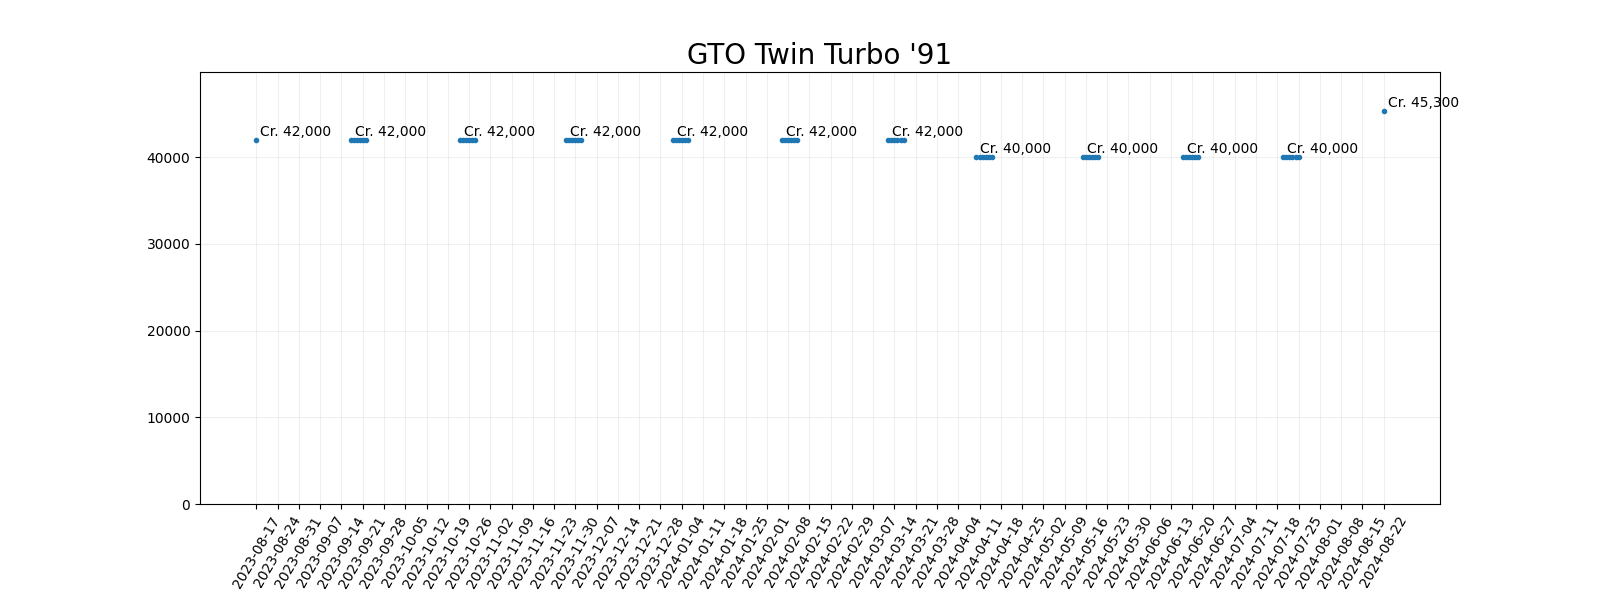 GTO Twin Turbo '91
Cr. 45,300
Cr. 42,000 Cr. 42,000 Cr. 42,000 Cr. 42,000 Cr. 42,000 Cr. 42,000 Cr. 42,000
Cr. 40,000 Cr. 40,000 Cr. 40,000 Cr. 40,000
40000
30000
20000
10000
0
2023-08-17 2023-08-24 2023-08-31 2023-09-07 2023-09-14 2023-09-21 2023-09-28 2023-10-05 2023-10-12 2023-10-19 2023-10-26 2023-11-02 2023-11-09 2023-11-16 2023-11-23 2023-11-30 2023-12-07 2023-12-14 2023-12-21 2023-12-28 2024-01-04 2024-01-11 2024-01-18 2024-01-25 2024-02-01 2024-02-08 2024-02-15 2024-02-22 2024-02-29 2024-03-07 2024-03-14 2024-03-21 2024-03-28 2024-04-04 2024-04-11 2024-04-18 2024-04-25 2024-05-02 2024-05-09 2024-05-16 2024-05-23 2024-05-30 2024-06-06 2024-06-13 2024-06-20 2024-06-27 2024-07-04 2024-07-11 2024-07-18 2024-07-25 2024-08-01 2024-08-08 2024-08-15 2024-08-22